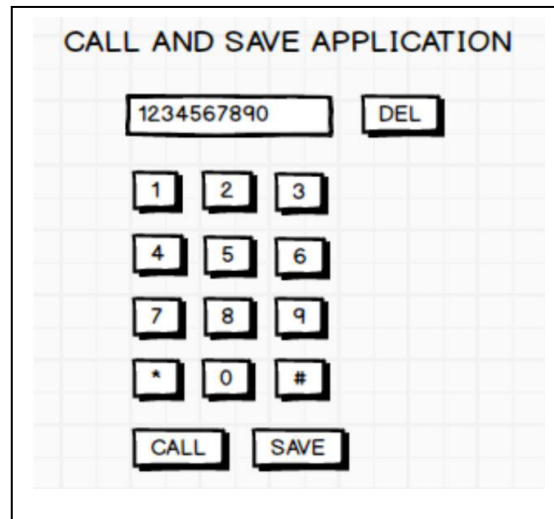 CALL AND SAVE APPLICATION
1234567890 DEL
1 2 3
4 5 6
7 8 9
* 0 #
CALL SAVE